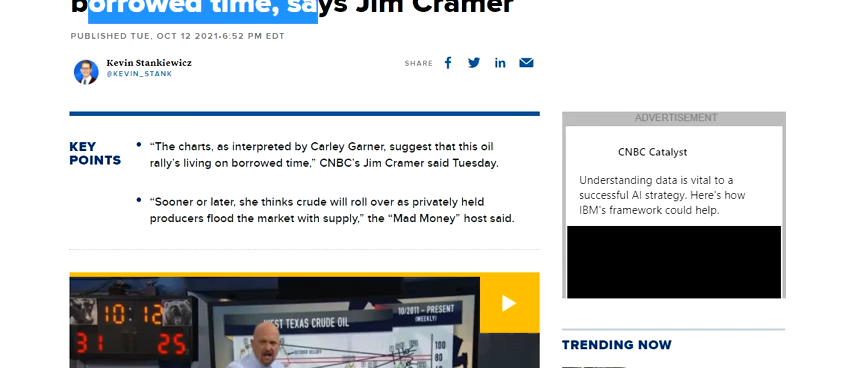 borrowed time, says Jim Cramer
PUBLISHED TUE, OCT 12 2021•6:52 PM EDT
Kevin Stankiewicz
@KEVIN_STANK
SHARE
KEY
POINTS
• “The charts, as interpreted by Carley Garner, suggest that this oil
rally’s living on borrowed time,” CNBC’s Jim Cramer said Tuesday.
• “Sooner or later, she thinks crude will roll over as privately held
producers flood the market with supply,” the “Mad Money” host said.
10:12
31
25
WEST TEXAS CRUDE OIL
10/2011 – PRESENT
(WEEKLY)
100
80
ADVERTISEMENT
CNBC Catalyst
Understanding data is vital to a
successful AI strategy. Here's how
IBM's framework could help.
TRENDING NOW